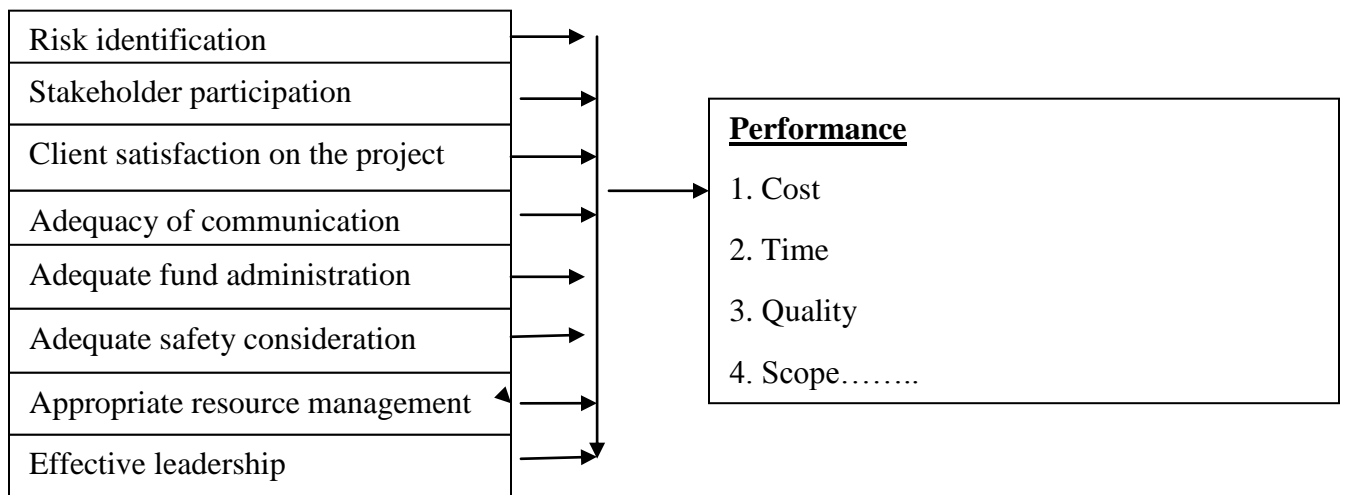 Risk identification
Stakeholder participation
Client satisfaction on the project
Adequacy of communication
Adequate fund administration
Adequate safety consideration
Appropriate resource management
Effective leadership
Performance
1. Cost
2. Time
3. Quality
4. Scope……..